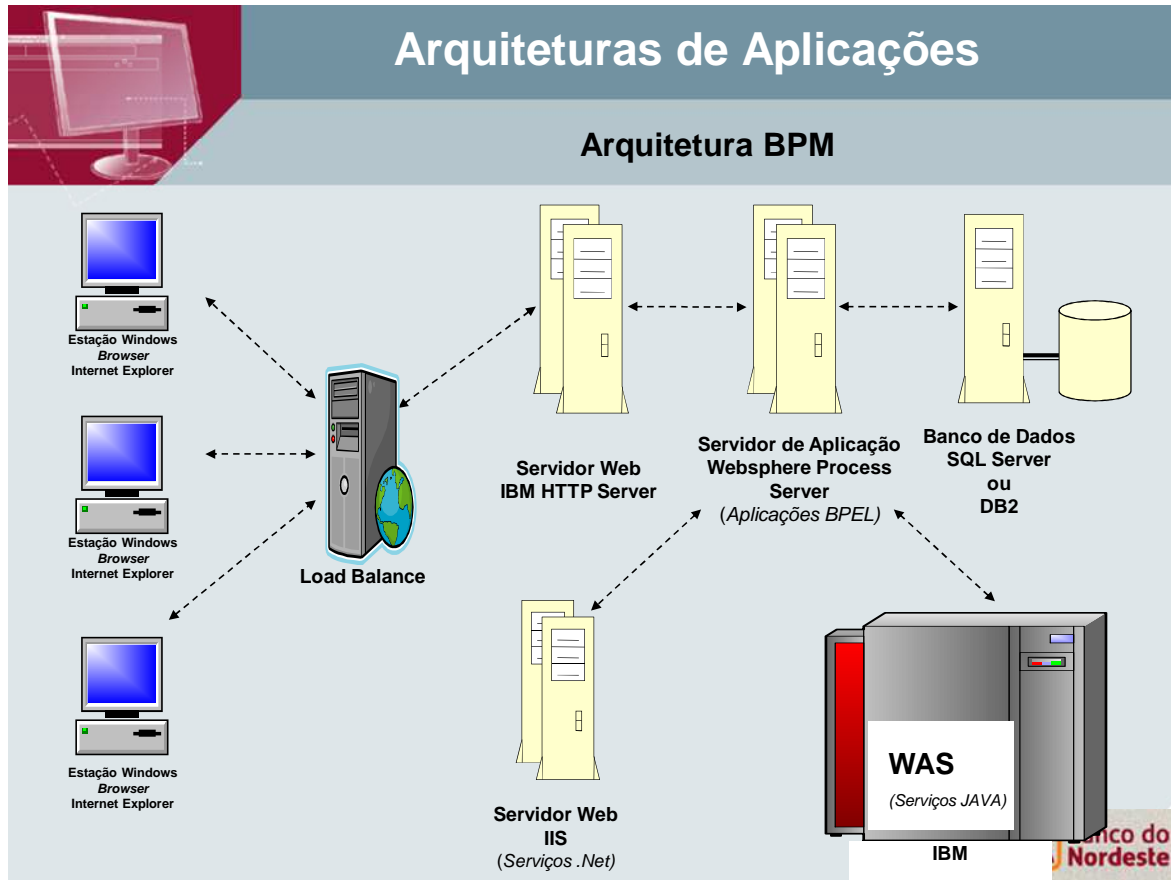 Arquiteturas de Aplicações
Arquitetura BPM
Estação Windows
Browser
Internet Explorer
Estação Windows
Browser
Internet Explorer
Estação Windows
Browser
Internet Explorer
Load Balance
Servidor Web
IBM HTTP Server
Servidor de Aplicação
Websphere Process
Server
(Aplicações BPEL)
Banco de Dados
SQL Server
ou
DB2
Servidor Web
IIS
(Serviços .Net)
WAS
(Serviços JAVA)
IBM
nco do
Nordeste